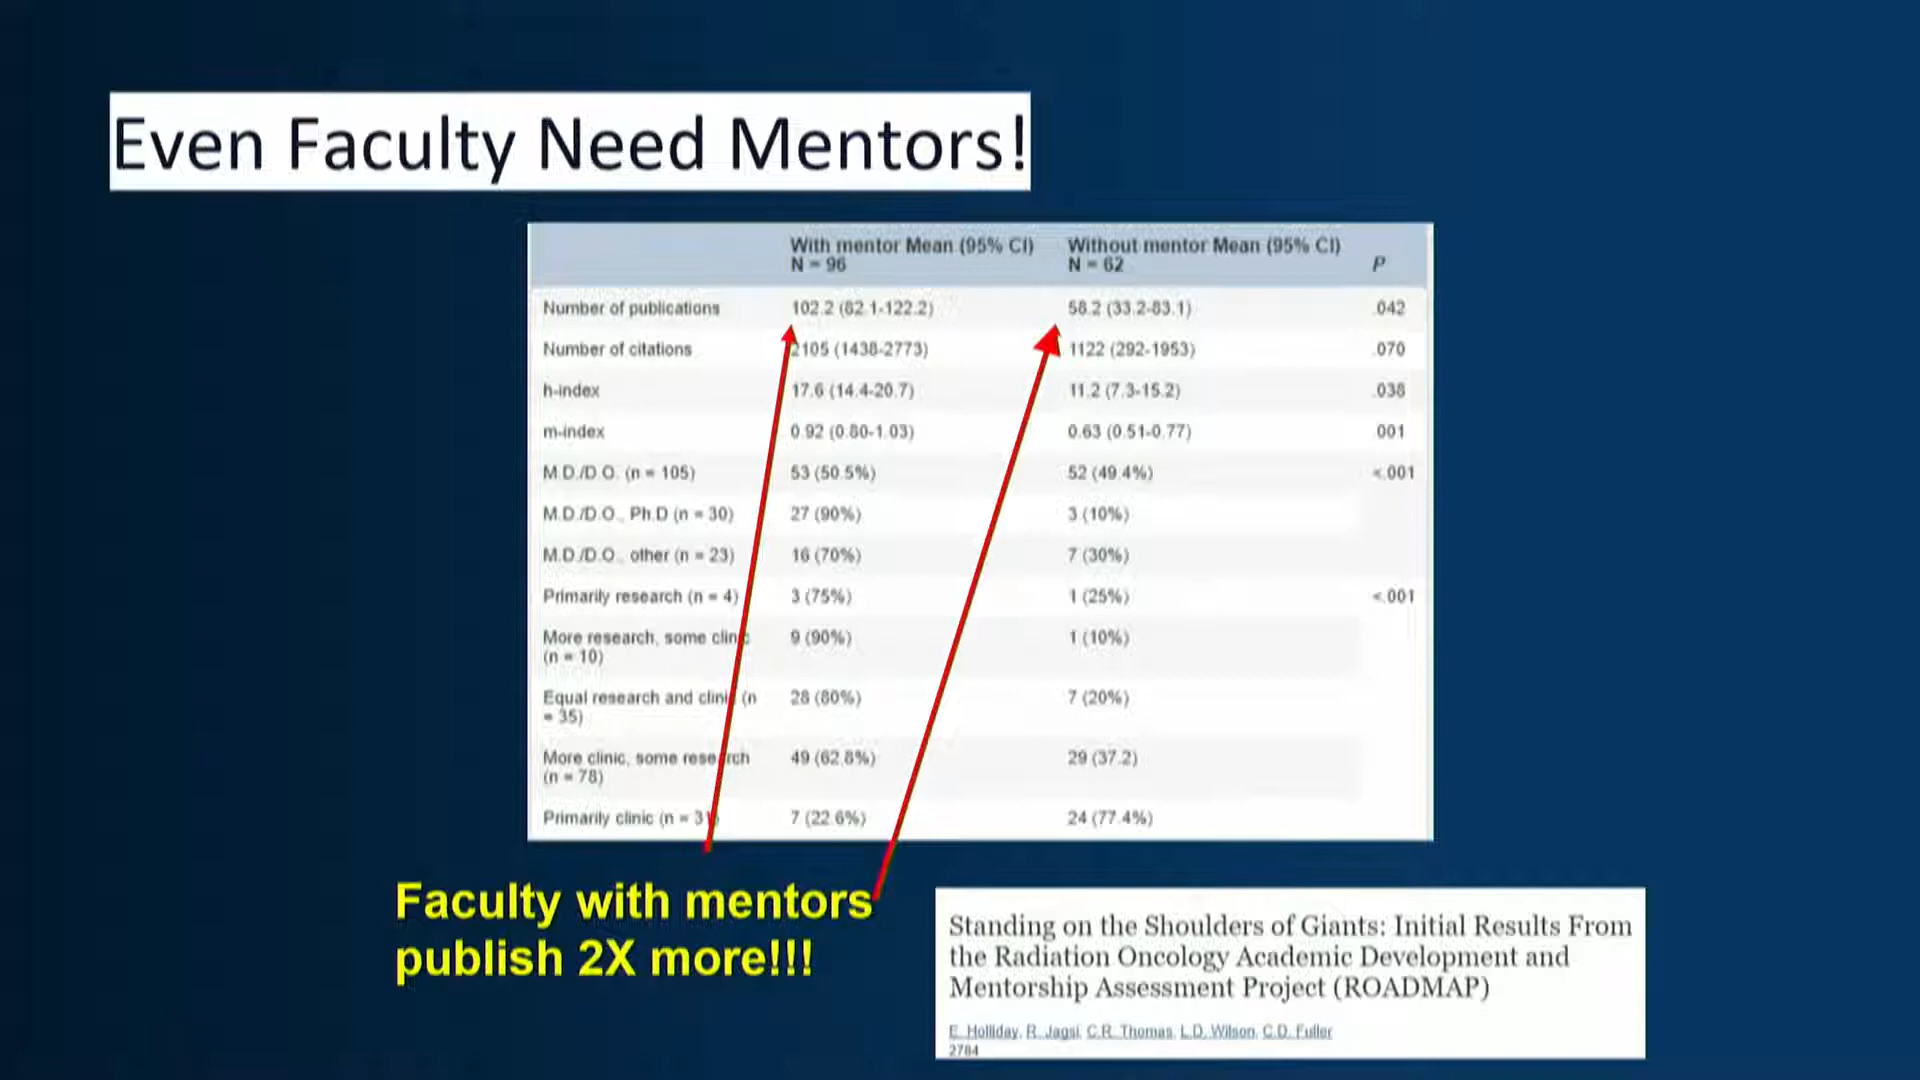 Even Faculty Need Mentors!
With mentor Mean (95% CI) Without mentor Mean (95% CI)
N = 96 N = 62 P
Number of publications 102.2 (82.1-122.2) 58.2 (33.2-83.1) .042
Number of citations 2105 (1438-2773) 1122 (292-1953) .070
h-index 17.6 (14.4-20.7) 11.2 (7.3-15.2) .038
m-index 0.92 (0.80-1.03) 0.63 (0.51-0.77) .001
M.D./D.O. (n = 105) 53 (50.5%) 52 (49.4%) <.001
M.D./D.O., Ph.D (n = 30) 27 (90%) 3 (10%)
M.D./D.O., other (n = 23) 16 (70%) 7 (30%)
Primarily research (n = 4) 3 (75%) 1 (25%) <.001
More research, some clinic 9 (90%) 1 (10%)
(n = 10)
Equal research and clinic (n 28 (80%) 7 (20%)
= 35)
More clinic, some research 49 (62.8%) 29 (37.2)
(n = 78)
Primarily clinic (n = 31) 7 (22.6%) 24 (77.4%)
Faculty with mentors
publish 2X more!!!
Standing on the Shoulders of Giants: Initial Results From
the Radiation Oncology Academic Development and
Mentorship Assessment Project (ROADMAP)
E. Holliday, R. Jagsi, C.R. Thomas, L.D. Wilson, C.D. Fuller
2784